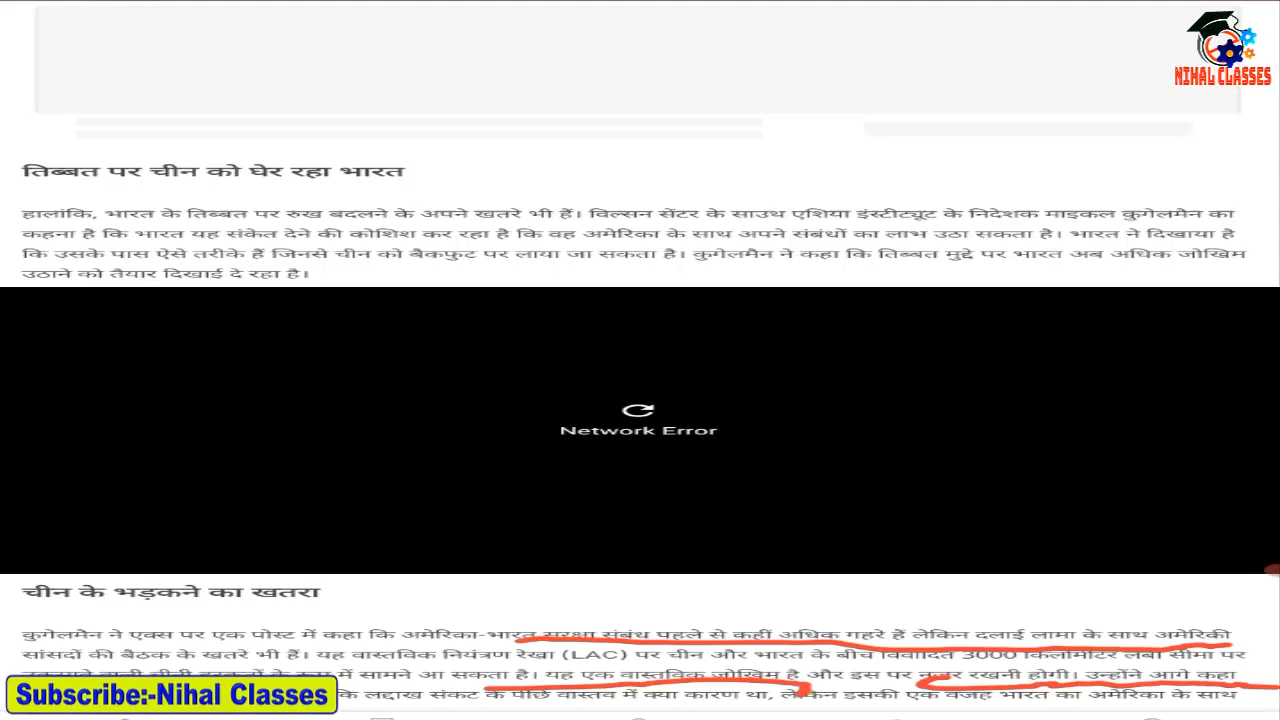 NIHAL CLASSES
तिब्बत पर चीन को घेर रहा भारत
हालांकि, भारत के तिब्बत पर रुख बदलने के अपने खतरे भी हैं। विल्सन सेंटर के साउथ एशिया इंस्टीट्यूट के निदेशक माइकल कुगेलमैन का
कहना है कि भारत यह संकेत देने की कोशिश कर रहा है कि वह अमेरिका के साथ अपने संबंधों का लाभ उठा सकता है। भारत ने दिखाया है
कि उसके पास ऐसे तरीके हैं जिनसे चीन को बैकफुट पर लाया जा सकता है। कुगेलमैन ने कहा कि तिब्बत मुद्दे पर भारत अब अधिक जोखिम
उठाने को तैयार दिखाई दे रहा है।
Network Error
चीन के भड़कने का खतरा
कुगेलमैन ने एक्स पर एक पोस्ट में कहा कि अमेरिका-भारत सुरक्षा संबंध पहले से कहीं अधिक गहरे हैं लेकिन दलाई लामा के साथ अमेरिकी
सांसदों की बैठक के खतरे भी हैं। यह वास्तविक नियंत्रण रेखा (LAC) पर चीन और भारत के बीच विवादित 3000 किलोमीटर लंबी सीमा पर
में सामने आ सकता है। यह एक वास्तविक जोखिम है और इस पर नजर रखनी होगी। उन्होंने आगे कहा
कि लद्दाख संकट के पीछे वास्तव में क्या कारण था, लेकिन इसकी एक वजह भारत का अमेरिका के साथ
Subscribe:-Nihal Classes